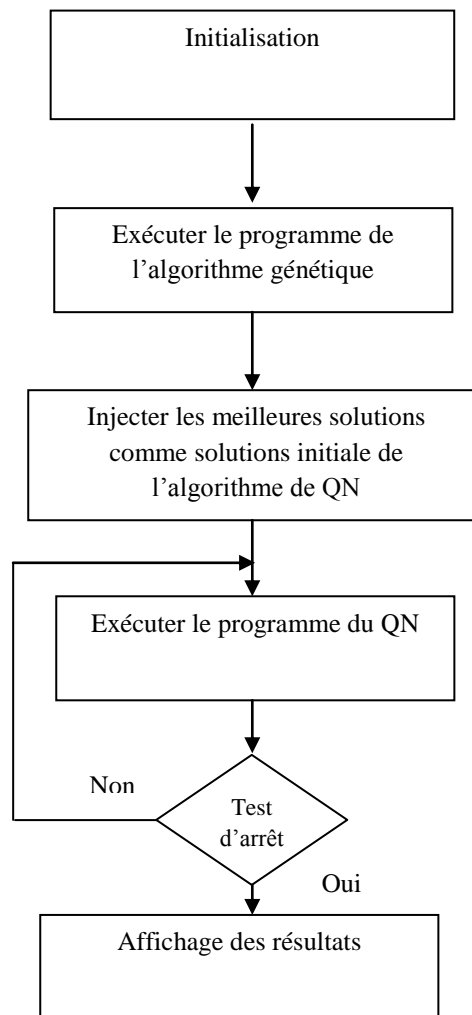 Initialisation
Exécuter le programme de
l’algorithme génétique
Injecter les meilleures solutions
comme solutions initiale de
l’algorithme de QN
Exécuter le programme du QN
Non
Test
d’arrêt
Oui
Affichage des résultats